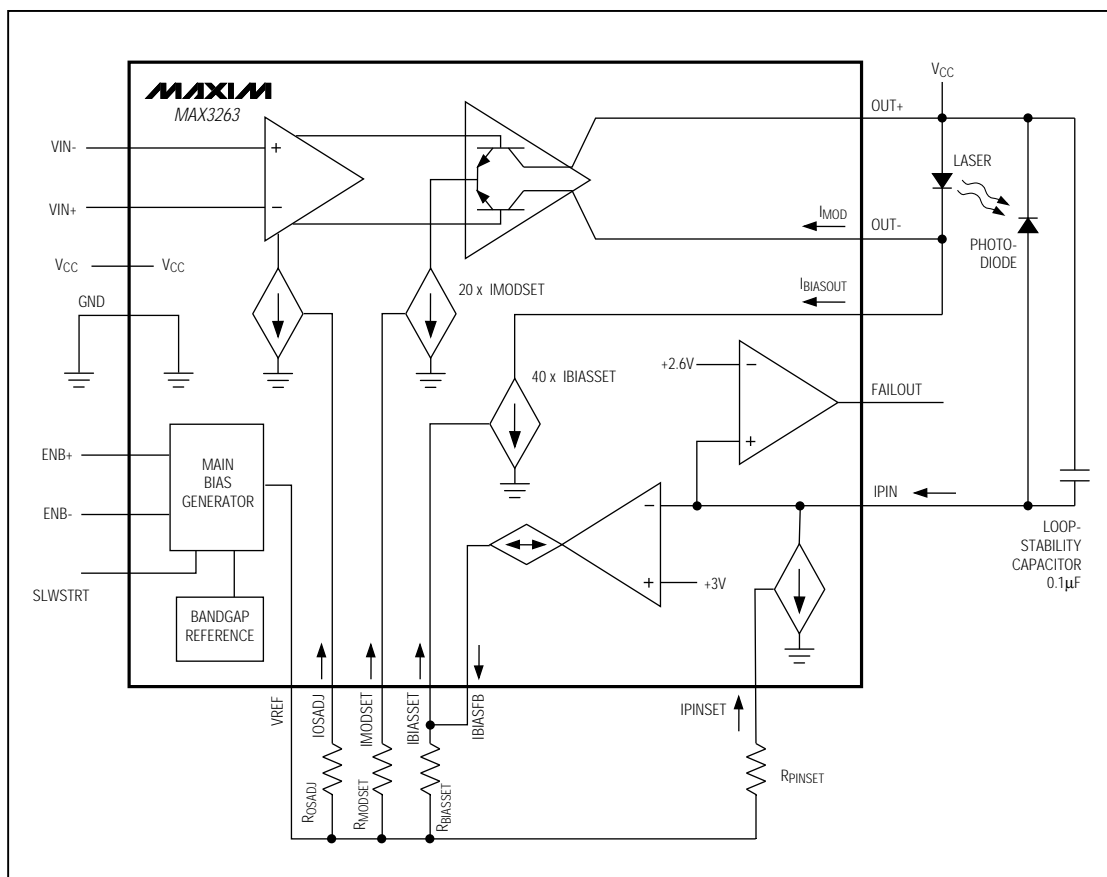 MAXIM
MAX3263
VCC
OUT+
VIN-
+
LASER
VIN+
−
IMOD
OUT-
PHOTO-
DIODE
VCC
VCC
GND
20 x IMODSET
IBIASOUT
+2.6V
−
40 x IBIASSET
FAILOUT
+
ENB+
MAIN
BIAS
GENERATOR
ENB-
−
IPIN
LOOP-
STABILITY
CAPACITOR
0.1µF
+
+3V
SLWSTRT
BANDGAP
REFERENCE
VREF
IOSADJ
IMODSET
IBIASSET
IBIASFB
IPINSET
ROSADJ
RMODSET
RBIASSET
RPINSET